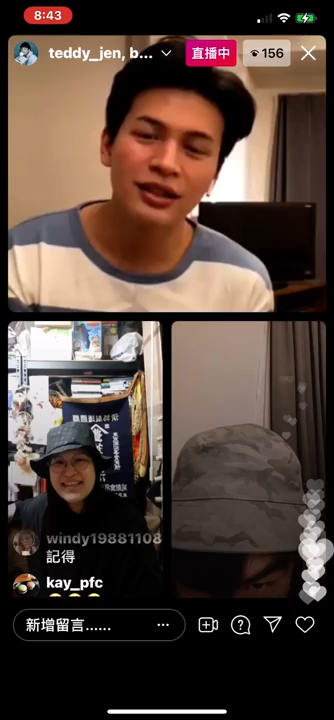 8:43
teddy_jen, b...
直播中
156
windy19881108
記得
kay_pfc
新增留言......